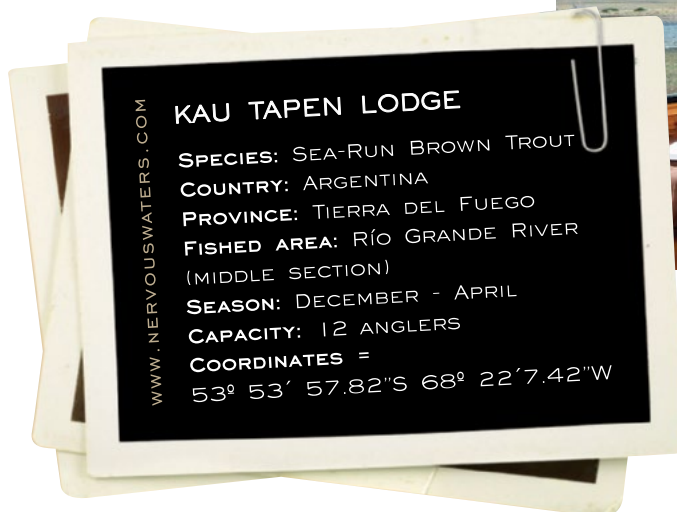 KAU TAPEN LODGE
SPECIES: SEA-RUN BROWN TROUT
COUNTRY: ARGENTINA
PROVINCE: TIERRA DEL FUEGO
FISHED AREA: RÍO GRANDE RIVER
(MIDDLE SECTION)
SEASON: DECEMBER - APRIL
CAPACITY: 12 ANGLERS
COORDINATES =
53º 53´ 57.82”S 68º 22´7.42”W
WWW.NERVOUSWATERS.COM